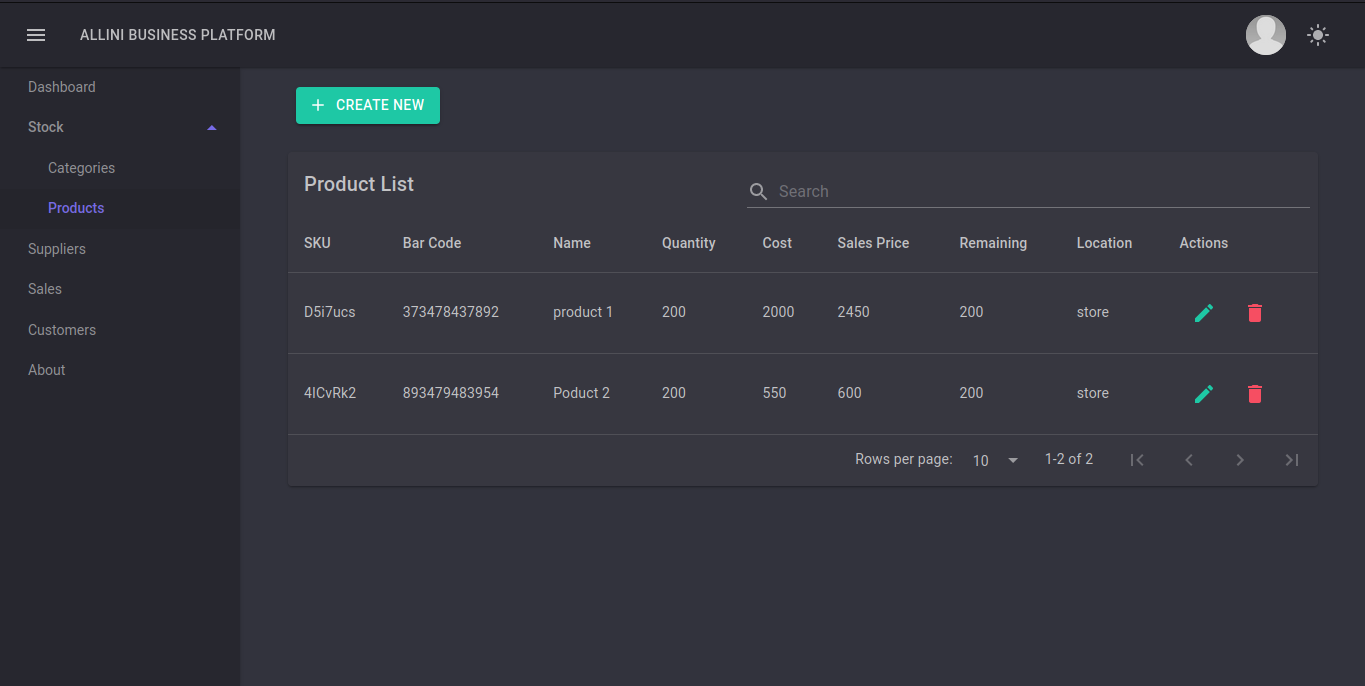 ALLINI BUSINESS PLATFORM
Dashboard
Stock
Categories
Products
Suppliers
Sales
Customers
About
CREATE NEW
Product List
Search
SKU Bar Code Name Quantity Cost Sales Price Remaining Location Actions
D5i7ucs 373478437892 product 1 200 2000 2450 200 store
4ICvRk2 893479483954 Poduct 2 200 550 600 200 store
Rows per page: 10 1-2 of 2